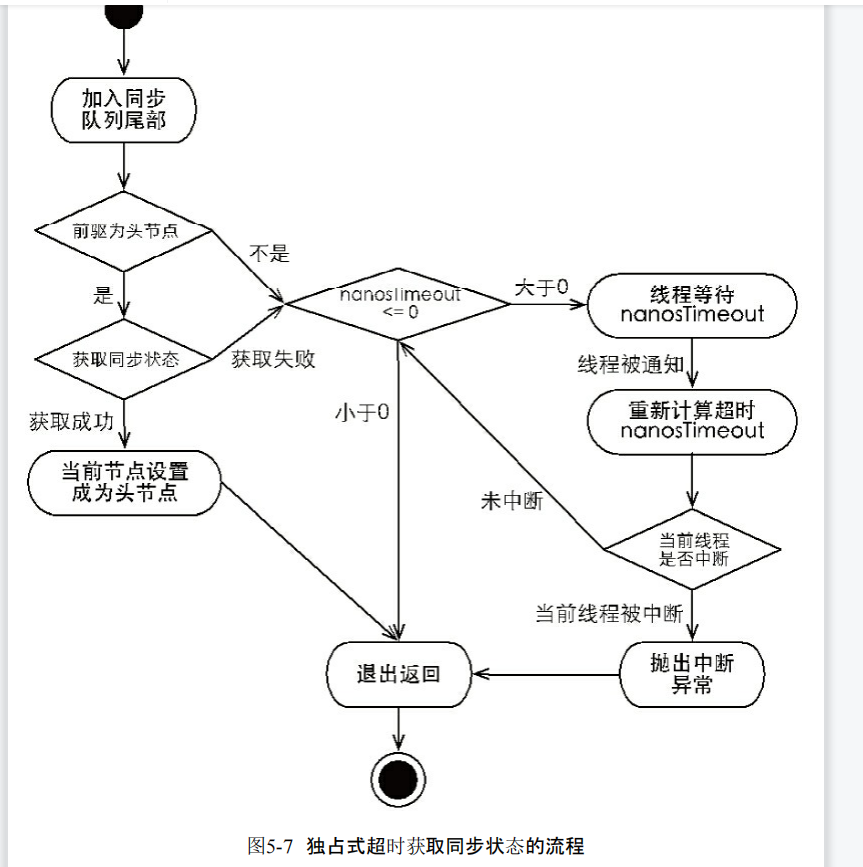 加入同步
队列尾部
前驱为头节点
不是
是
获取同步状态
获取失败
获取成功
当前节点设置
成为头节点
nanosTimeout
<= 0
大于0
小于0
线程等待
nanosTimeout
线程被通知
重新计算超时
nanosTimeout
未中断
当前线程
是否中断
当前线程被中断
抛出中断
异常
退出返回
图5-7 独占式超时获取同步状态的流程